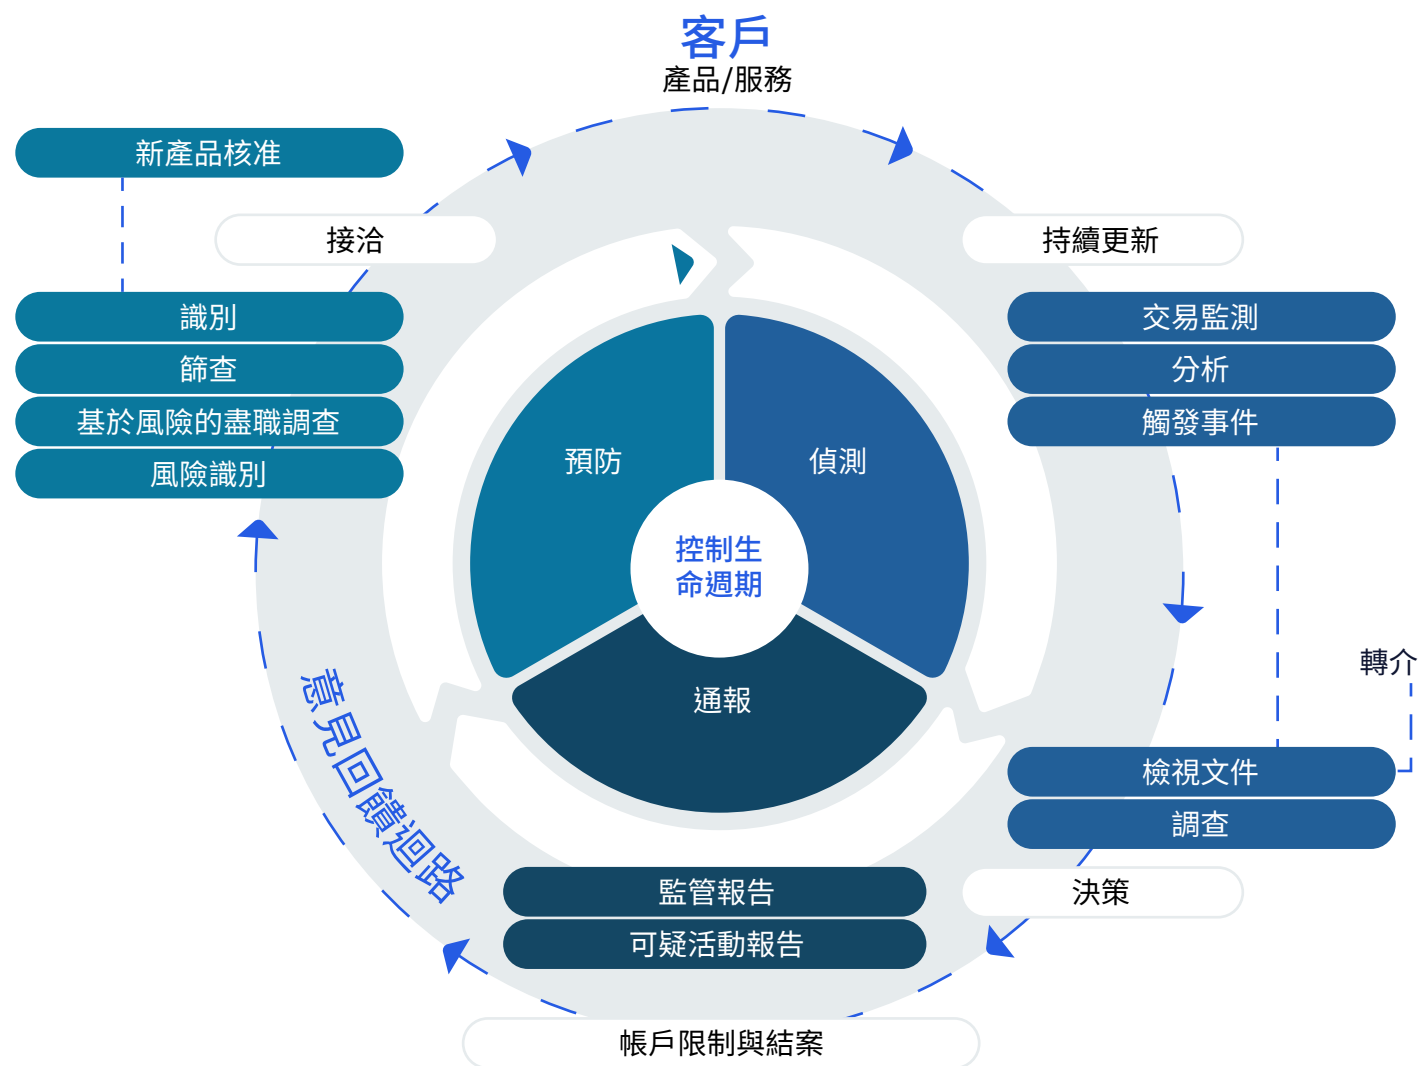 客戶
產品/服務
新產品核准
接洽
持續更新
識別
篩查
基於風險的盡職調查
風險識別
交易監測
分析
觸發事件
預防
偵測
控制生
命週期
通報
轉介
意見回饋迴路
檢視文件
調查
決策
監管報告
可疑活動報告
帳戶限制與結案